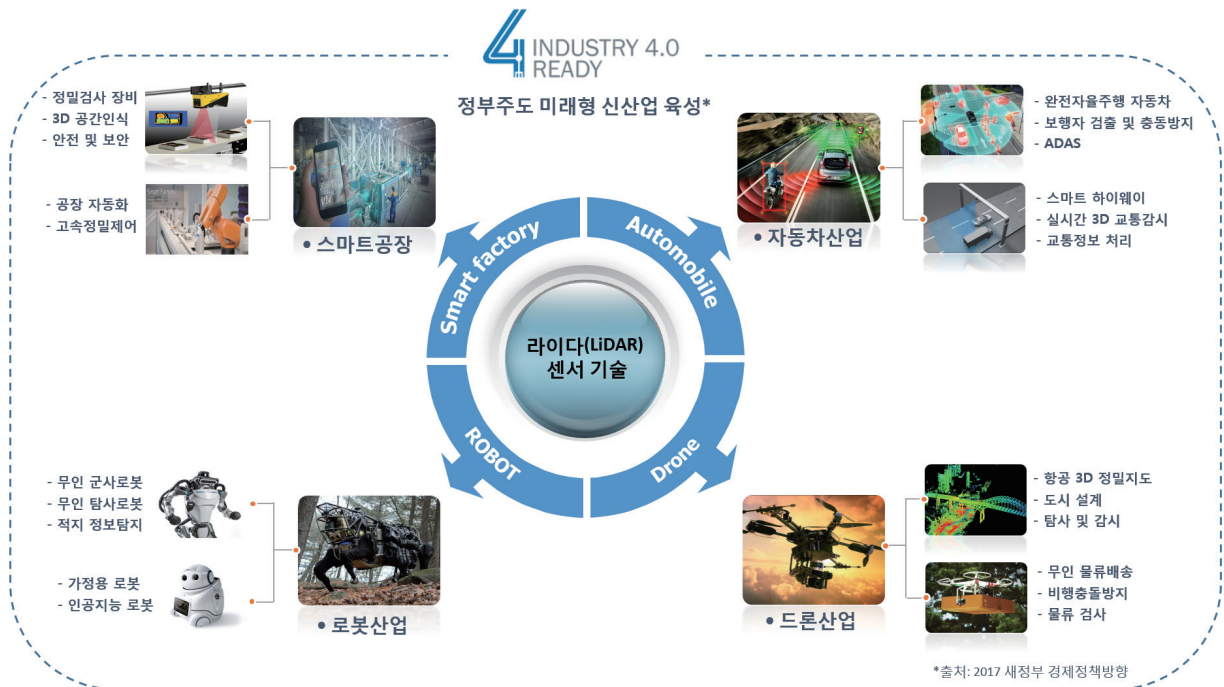 4 INDUSTRY 4.0
READY
정부주도 미래형 신산업 육성*
- 정밀검사 장비
- 3D 공간인식
- 안전 및 보안
- 공장 자동화
- 고속정밀제어
• 스마트공장
• 자동차산업
- 완전자율주행 자동차
- 보행자 검출 및 충동방지
- ADAS
- 스마트 하이웨이
- 실시간 3D 교통감시
- 교통정보 처리
Smart factory
Automobile
라이다(LiDAR)
센서 기술
ROBOT
Drone
- 무인 군사로봇
- 무인 탐사로봇
- 적지 정보탐지
- 가정용 로봇
- 인공지능 로봇
• 로봇산업
• 드론산업
- 항공 3D 정밀지도
- 도시 설계
- 탐사 및 감시
- 무인 물류배송
- 비행충돌방지
- 물류 검사
*출처: 2017 새정부 경제정책방향